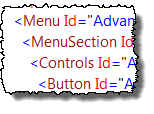 <Menu Id="Advan
<MenuSection Id
<Controls Id="A
<Button Id="A